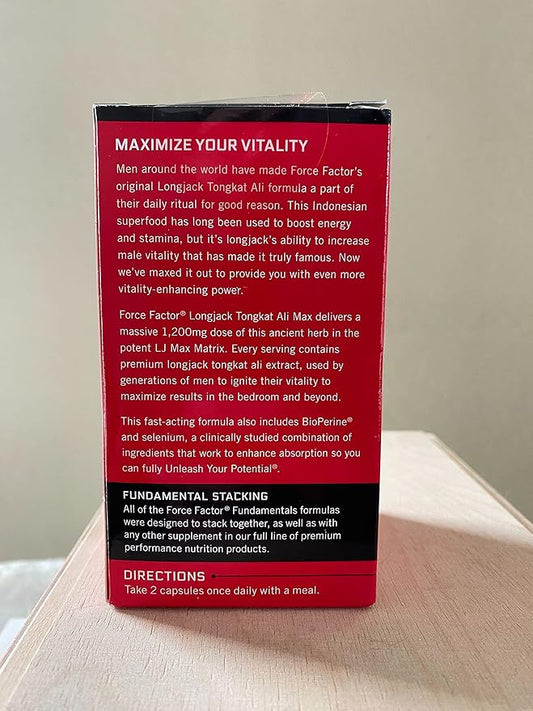 MAXIMIZE YOUR VITALITY
Men around the world have made Force Factor's
original Longjack Tongkat Ali formula a part of
their daily ritual for good reason. This Indonesian
superfood has long been used to boost energy
and stamina, but it's longjack's ability to increase
male vitality that has made it truly famous. Now
we've maxed it out to provide you with even more
vitality-enhancing power.
Force Factor® Longjack Tongkat Ali Max delivers a
massive 1,200mg dose of this ancient herb in the
potent LJ Max Matrix. Every serving contains
premium longjack tongkat ali extract, used by
generations of men to ignite their vitality to
maximize results in the bedroom and beyond.
This fast-acting formula also includes BioPerine®
and selenium, a clinically studied combination of
ingredients that work to enhance absorption so you
can fully Unleash Your Potential®.
FUNDAMENTAL STACKING
All of the Force Factor® Fundamentals formulas
were designed to stack together, as well as with
any other supplement in our full line of premium
performance nutrition products.
DIRECTIONS
Take 2 capsules once daily with a meal.